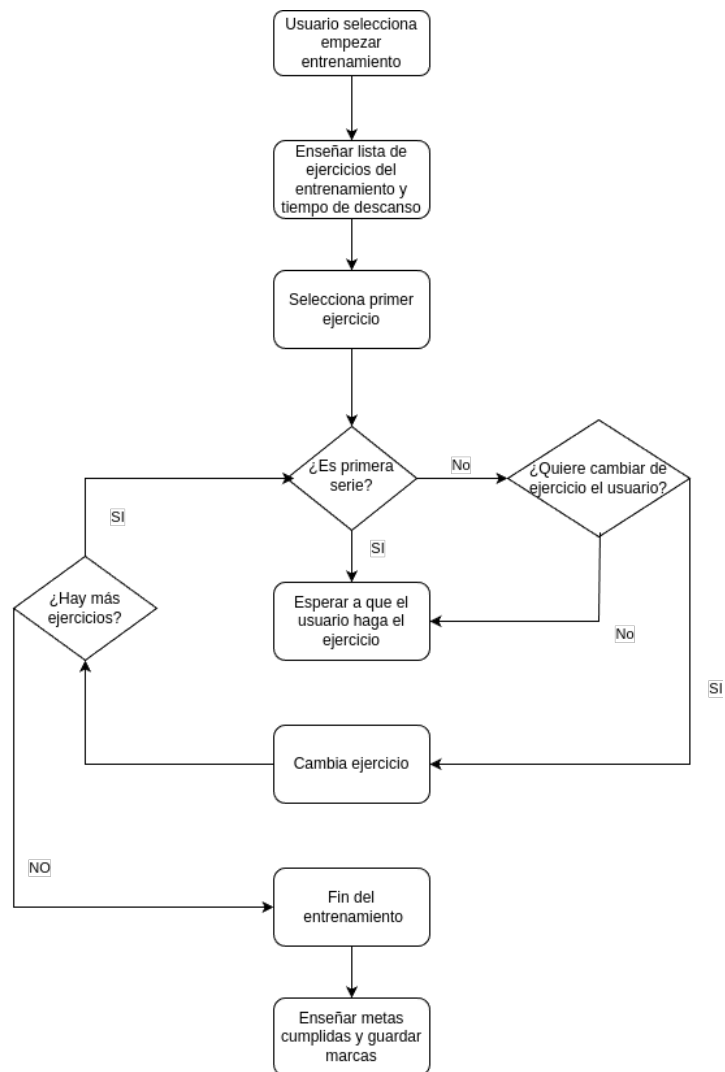 Usuario selecciona
empezar
entrenamiento
Enseñar lista de
ejercicios del
entrenamiento y
tiempo de descanso
Selecciona primer
ejercicio
¿Es primera
serie?
No
¿Quiere cambiar de
ejercicio el usuario?
SI
SI
¿Hay más
ejercicios?
Esperar a que el
usuario haga el
ejercicio
No
SI
Cambia ejercicio
NO
Fin del
entrenamiento
Enseñar metas
cumplidas y guardar
marcas